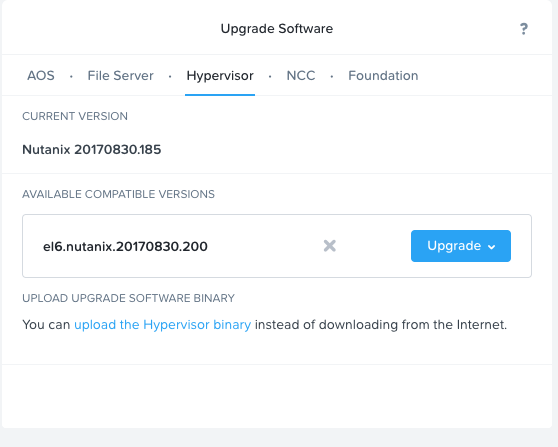 Upgrade Software ?
AOS · File Server · Hypervisor · NCC · Foundation
CURRENT VERSION
Nutanix 20170830.185
AVAILABLE COMPATIBLE VERSIONS
el6.nutanix.20170830.200 Upgrade
UPLOAD UPGRADE SOFTWARE BINARY
You can upload the Hypervisor binary instead of downloading from the Internet.